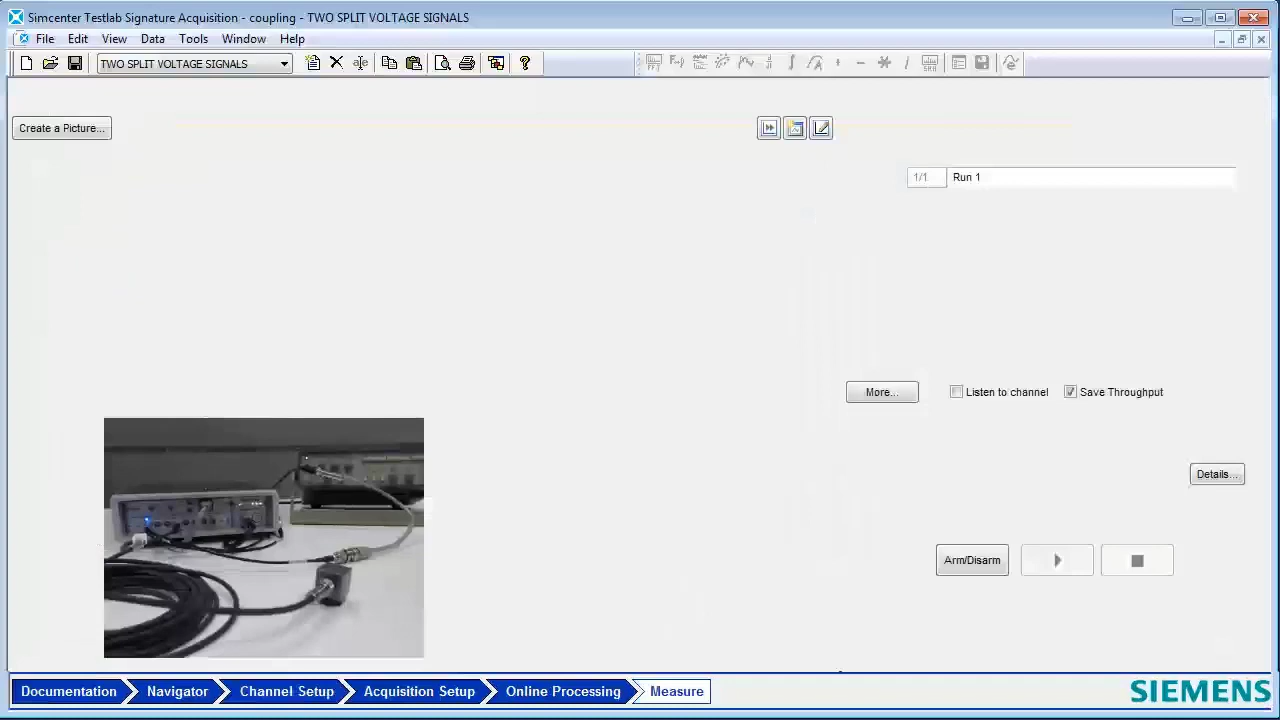 Simcenter Testlab Signature Acquisition - coupling - TWO SPLIT VOLTAGE SIGNALS
File Edit View Data Tools Window Help
TWO SPLIT VOLTAGE SIGNALS
Create a Picture...
1/1 Run 1
More... Listen to channel Save Throughput
Details...
Arm/Disarm
Documentation Navigator Channel Setup Acquisition Setup Online Processing Measure
SIEMENS